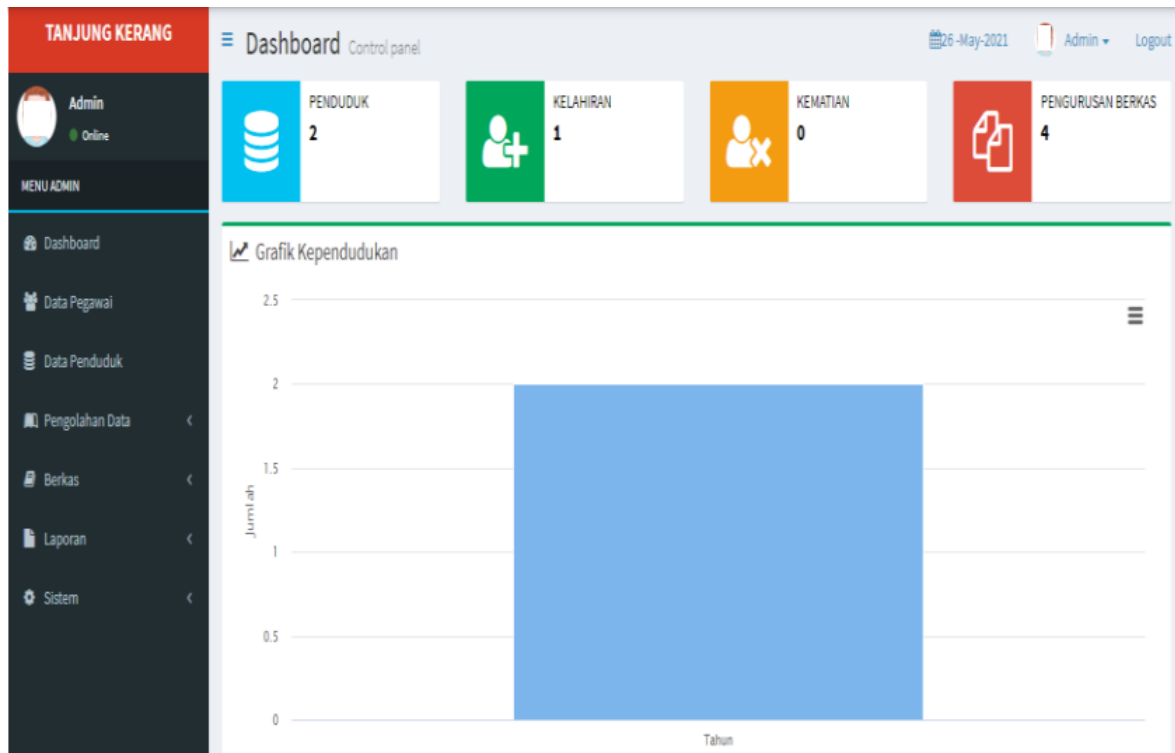 TANJUNG KERANG
Admin
Online
MENU ADMIN
Dashboard
Data Pegawai
Data Penduduk
Pengolahan Data
Berkas
Laporan
Sistem
Dashboard Control panel
26 -May-2021 Admin Logout
PENDUDUK
2
KELAHIRAN
1
KEMATIAN
0
PENGURUSAN BERKAS
4
Grafik Kependudukan
2.5
2
1.5
1
0.5
0
Jumlah
Tahun